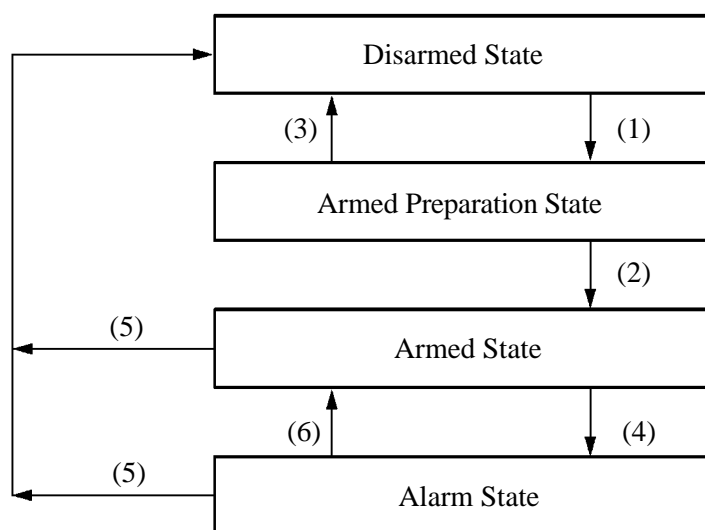 Disarmed State
(3)
(1)
Armed Preparation State
(2)
(5)
Armed State
(6)
(4)
(5)
Alarm State